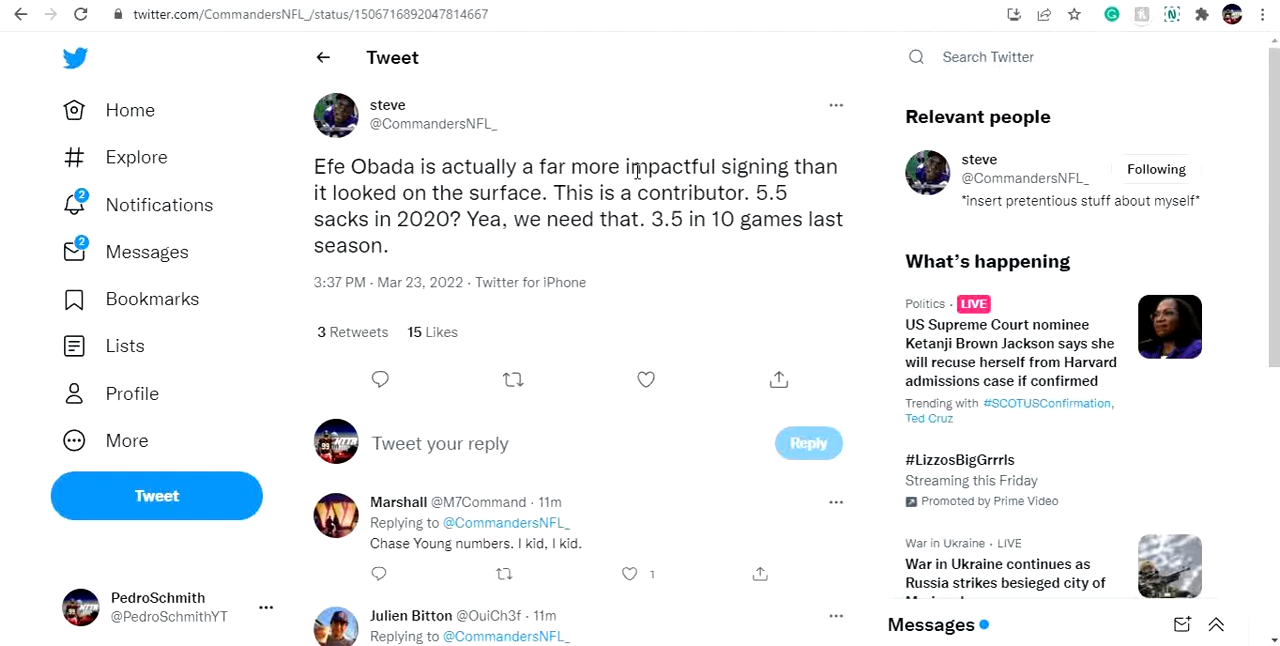 twitter.com/CommandersNFL_/status/1506716892047814667
Home
Explore
2
Notifications
2
Messages
Bookmarks
Lists
Profile
More
Tweet
PedroSchmith
@PedroSchmithYT
Tweet
steve
@CommandersNFL_
Efe Obada is actually a far more impactful signing than
it looked on the surface. This is a contributor. 5.5
sacks in 2020? Yea, we need that. 3.5 in 10 games last
season.
3:37 PM · Mar 23, 2022 · Twitter for iPhone
3 Retweets 15 Likes
Tweet your reply
Reply
Marshall @M7Command · 11m
Replying to @CommandersNFL_
Chase Young numbers. I kid, I kid.
1
Julien Bitton @OuiCh3f · 11m
Replying to @CommandersNFL_
Search Twitter
Relevant people
steve
@CommandersNFL_
Following
*insert pretentious stuff about myself*
What's happening
Politics · LIVE
US Supreme Court nominee
Ketanji Brown Jackson says she
will recuse herself from Harvard
admissions case if confirmed
Trending with #SCOTUSConfirmation,
Ted Cruz
#LizzosBigGrrrls
Streaming this Friday
Promoted by Prime Video
War in Ukraine · LIVE
War in Ukraine continues as
Russia strikes besieged city of
Messages